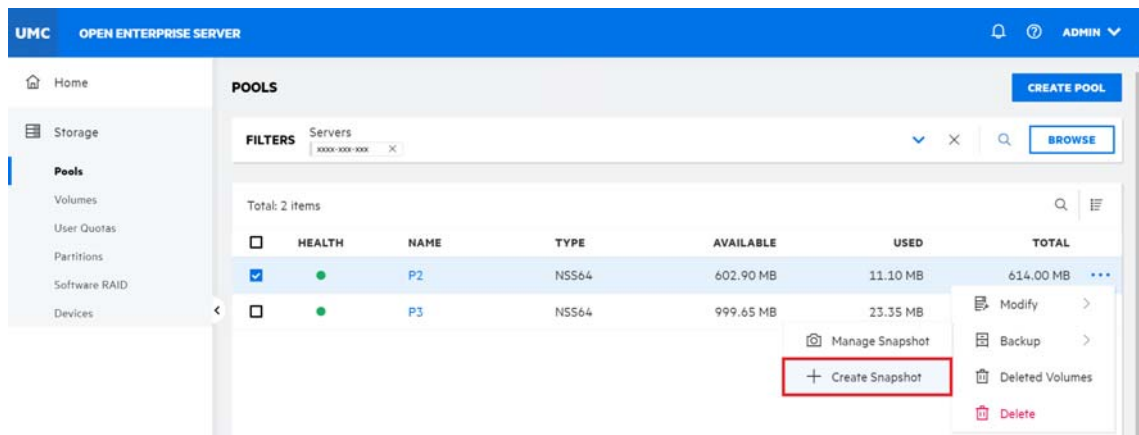 UMC OPEN ENTERPRISE SERVER ADMIN
Home
POOLS
CREATE POOL
Storage
FILTERS Servers
xxxx-xxx-xxx
BROWSE
Pools
Volumes
Total: 2 items
User Quotas
HEALTH NAME TYPE AVAILABLE USED TOTAL
Partitions
P2 NSS64 602.90 MB 11.10 MB 614.00 MB
Software RAID
Devices
P3 NSS64 999.65 MB 23.35 MB
Modify
Manage Snapshot
Backup
Create Snapshot
Deleted Volumes
Delete